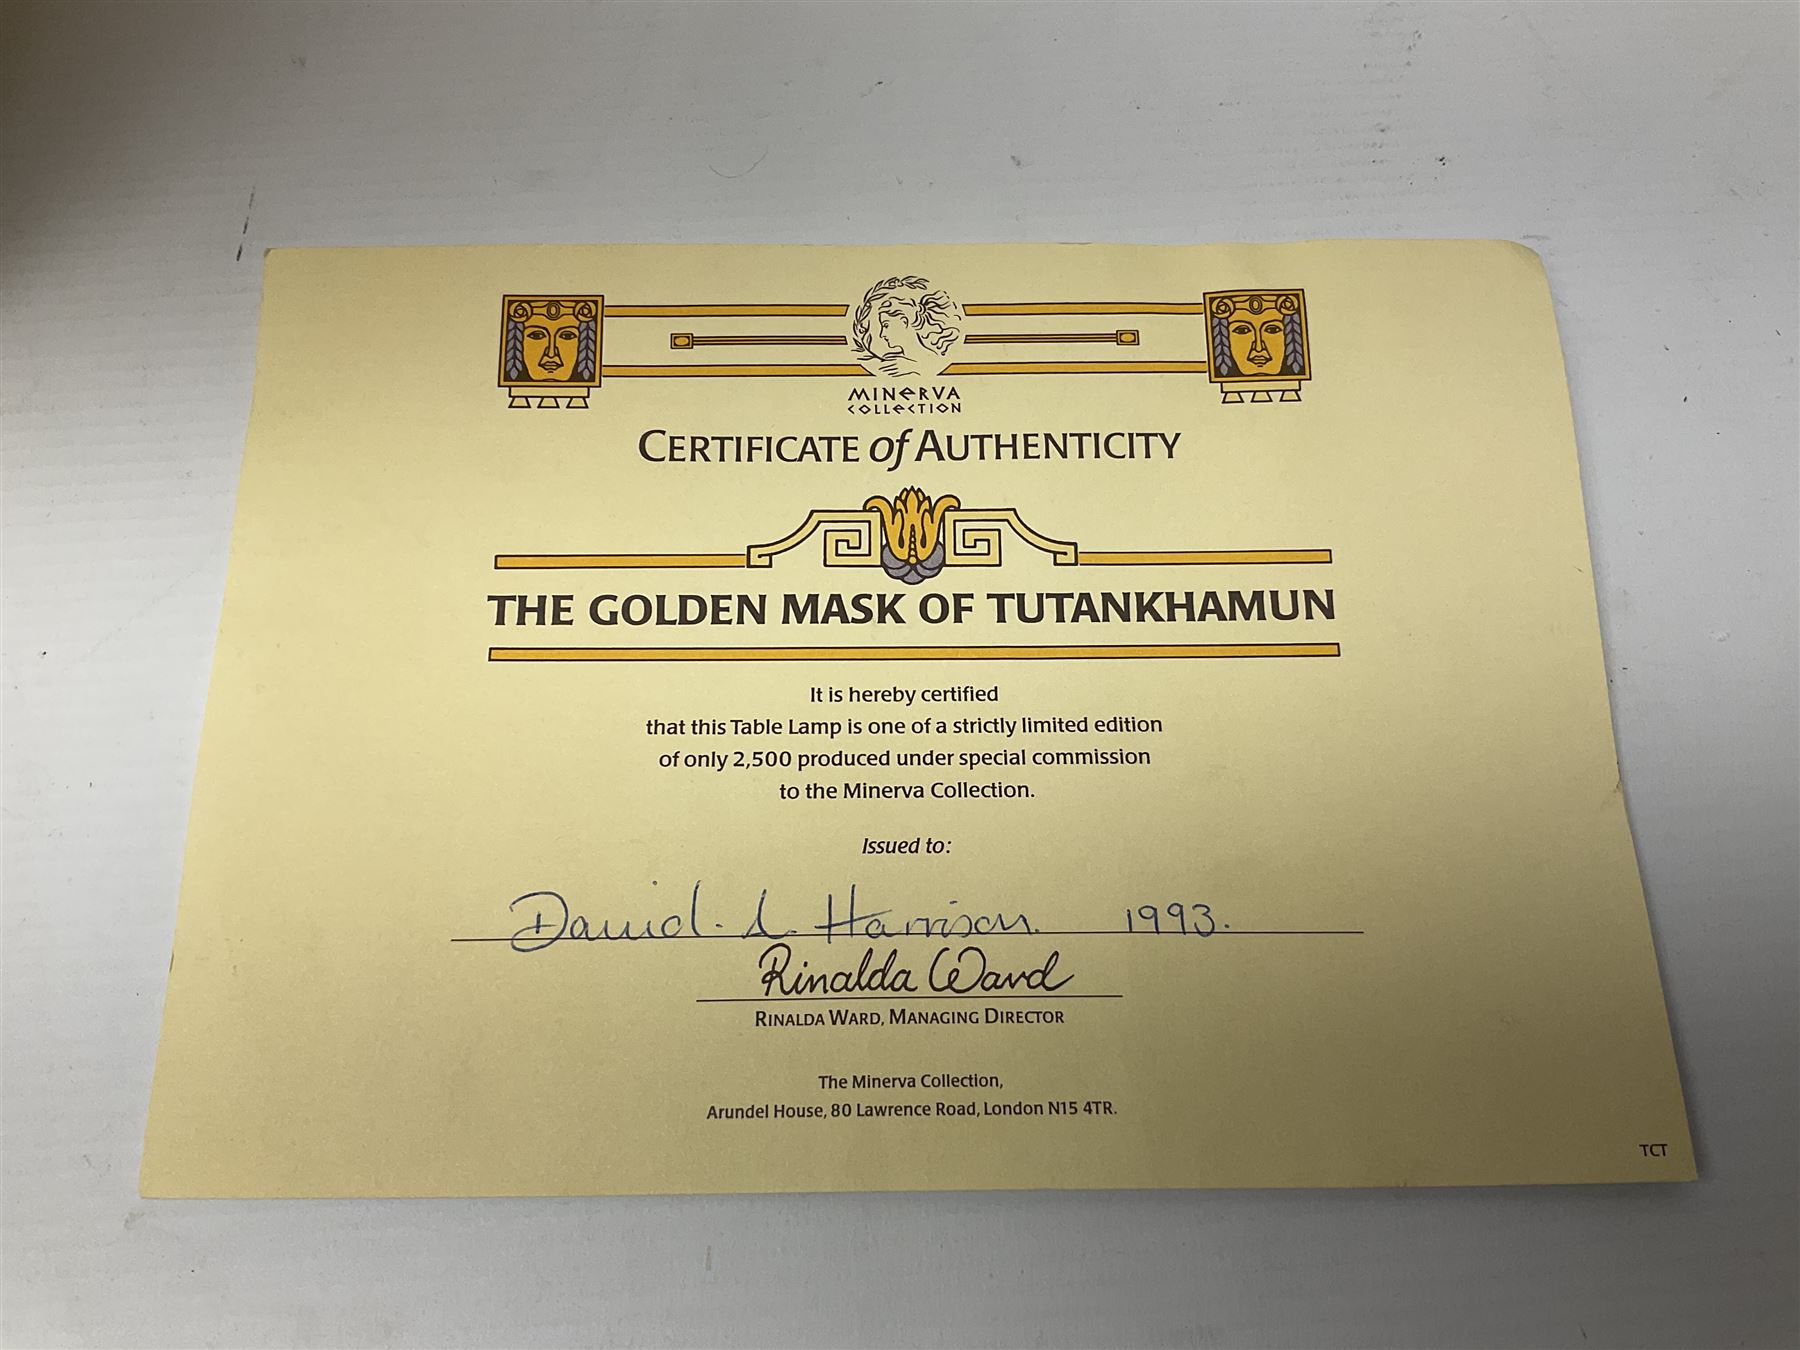 MINERVA
COLLECTION
CERTIFICATE of AUTHENTICITY
THE GOLDEN MASK OF TUTANKHAMUN
It is hereby certified
that this Table Lamp is one of a strictly limited edition
of only 2,500 produced under special commission
to the Minerva Collection.
Issued to:
David. L. Harrison. 1993.
Rinalda Ward
RINALDA WARD, MANAGING DIRECTOR
The Minerva Collection,
Arundel House, 80 Lawrence Road, London N15 4TR.
TCT